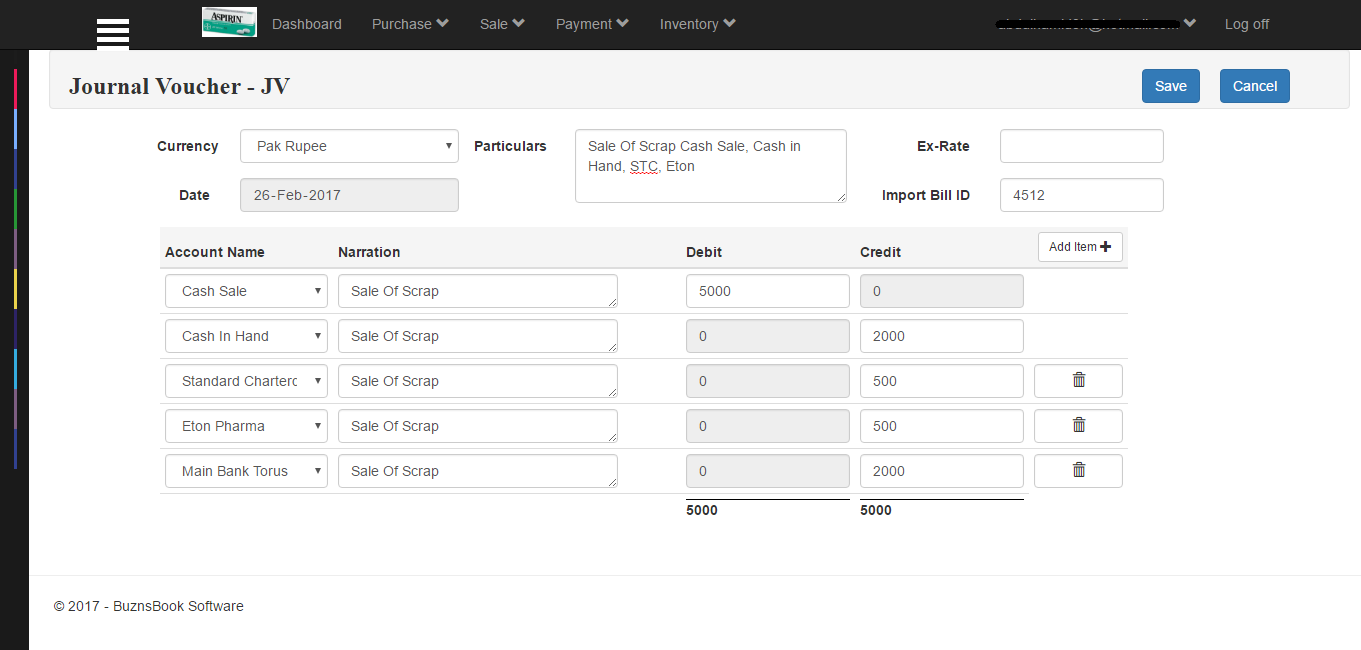 ASPIRIN Dashboard Purchase Sale Payment Inventory Log off
Journal Voucher - JV Save Cancel
Currency Pak Rupee Particulars Sale Of Scrap Cash Sale, Cash in Ex-Rate
Hand, STC, Eton
Date 26-Feb-2017 Import Bill ID 4512
Account Name Narration Debit Credit Add Item
Cash Sale Sale Of Scrap 5000 0
Cash In Hand Sale Of Scrap 0 2000
Standard Charterc Sale Of Scrap 0 500
Eton Pharma Sale Of Scrap 0 500
Main Bank Torus Sale Of Scrap 0 2000
5000 5000
© 2017 - BuznsBook Software